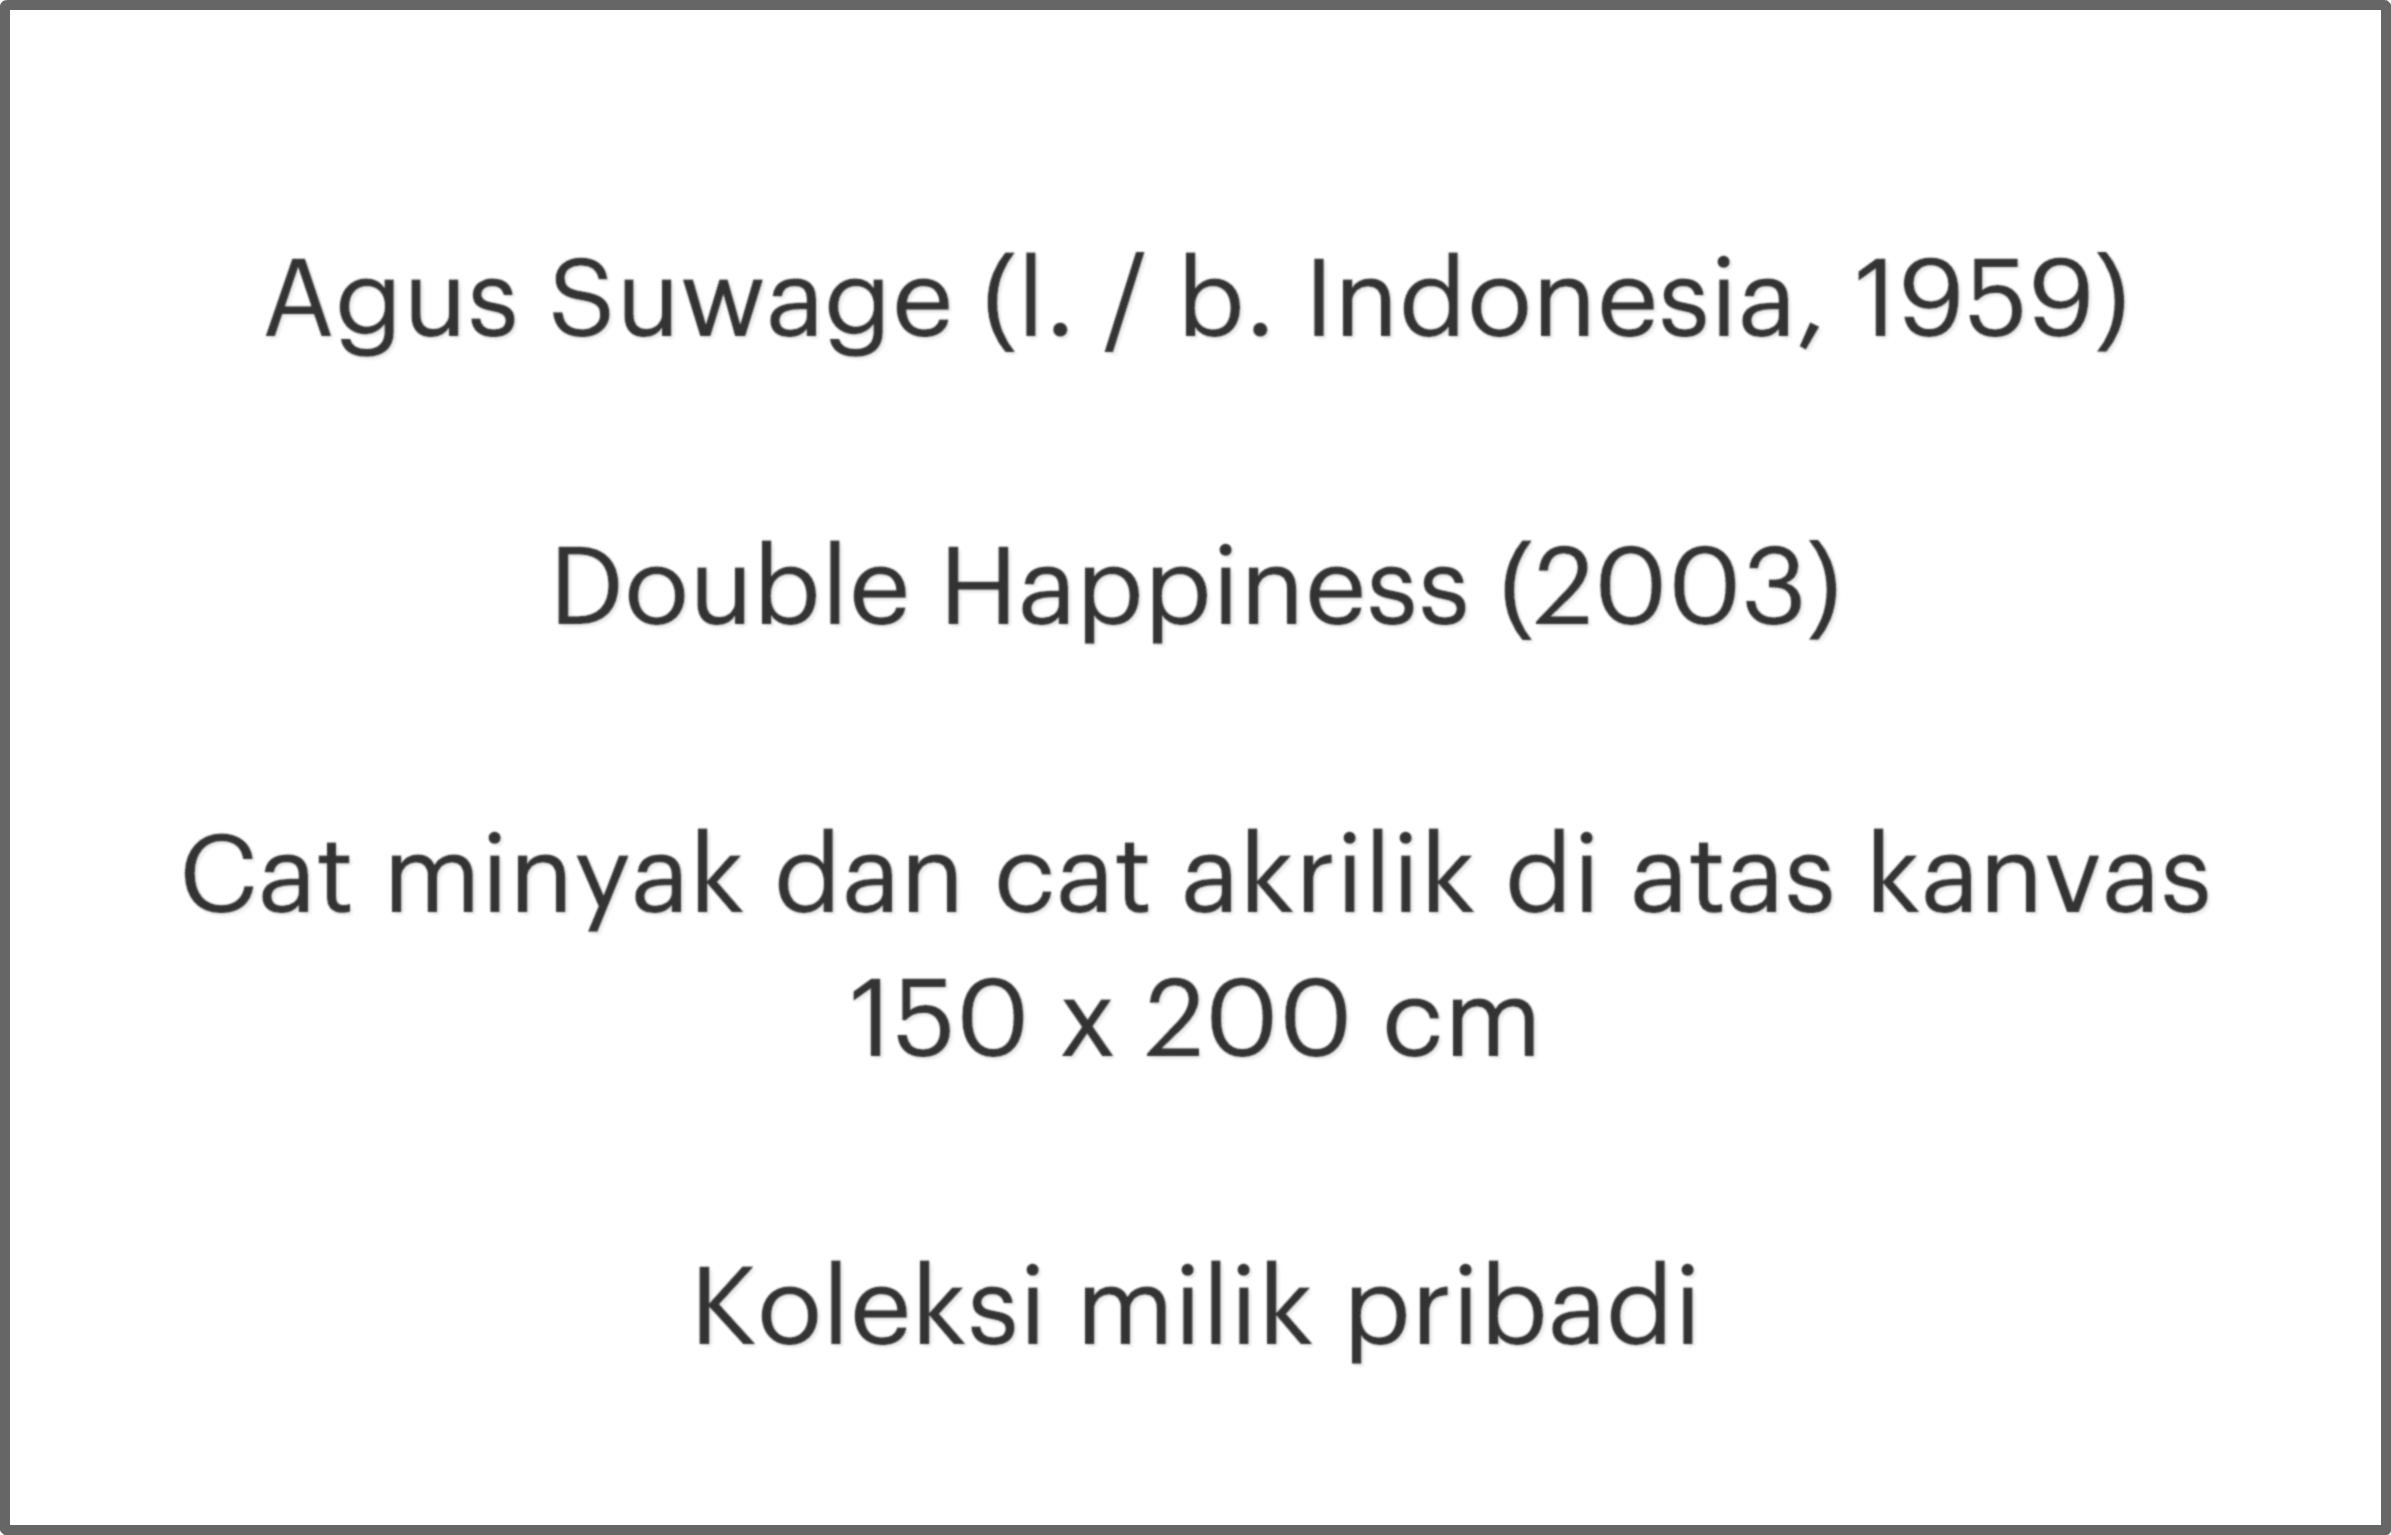 Agus Suwage (l. / b. Indonesia, 1959)
Double Happiness (2003)
Cat minyak dan cat akrilik di atas kanvas
150 x 200 cm
Koleksi milik pribadi